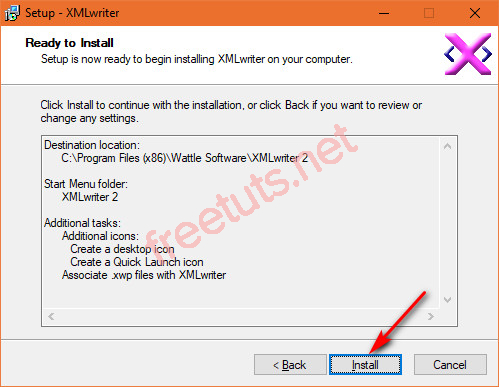 Setup - XMLwriter
Ready to Install
Setup is now ready to begin installing XMLwriter on your computer.
Click Install to continue with the installation, or click Back if you want to review or
change any settings.
Destination location:
C:\Program Files (x86)\Wattle Software\XMLwriter 2
Start Menu folder:
XMLwriter 2
Additional tasks:
Additional icons:
Create a desktop icon
Create a Quick Launch icon
Associate .xwp files with XMLwriter
freetuts.net
< Back
Install
Cancel